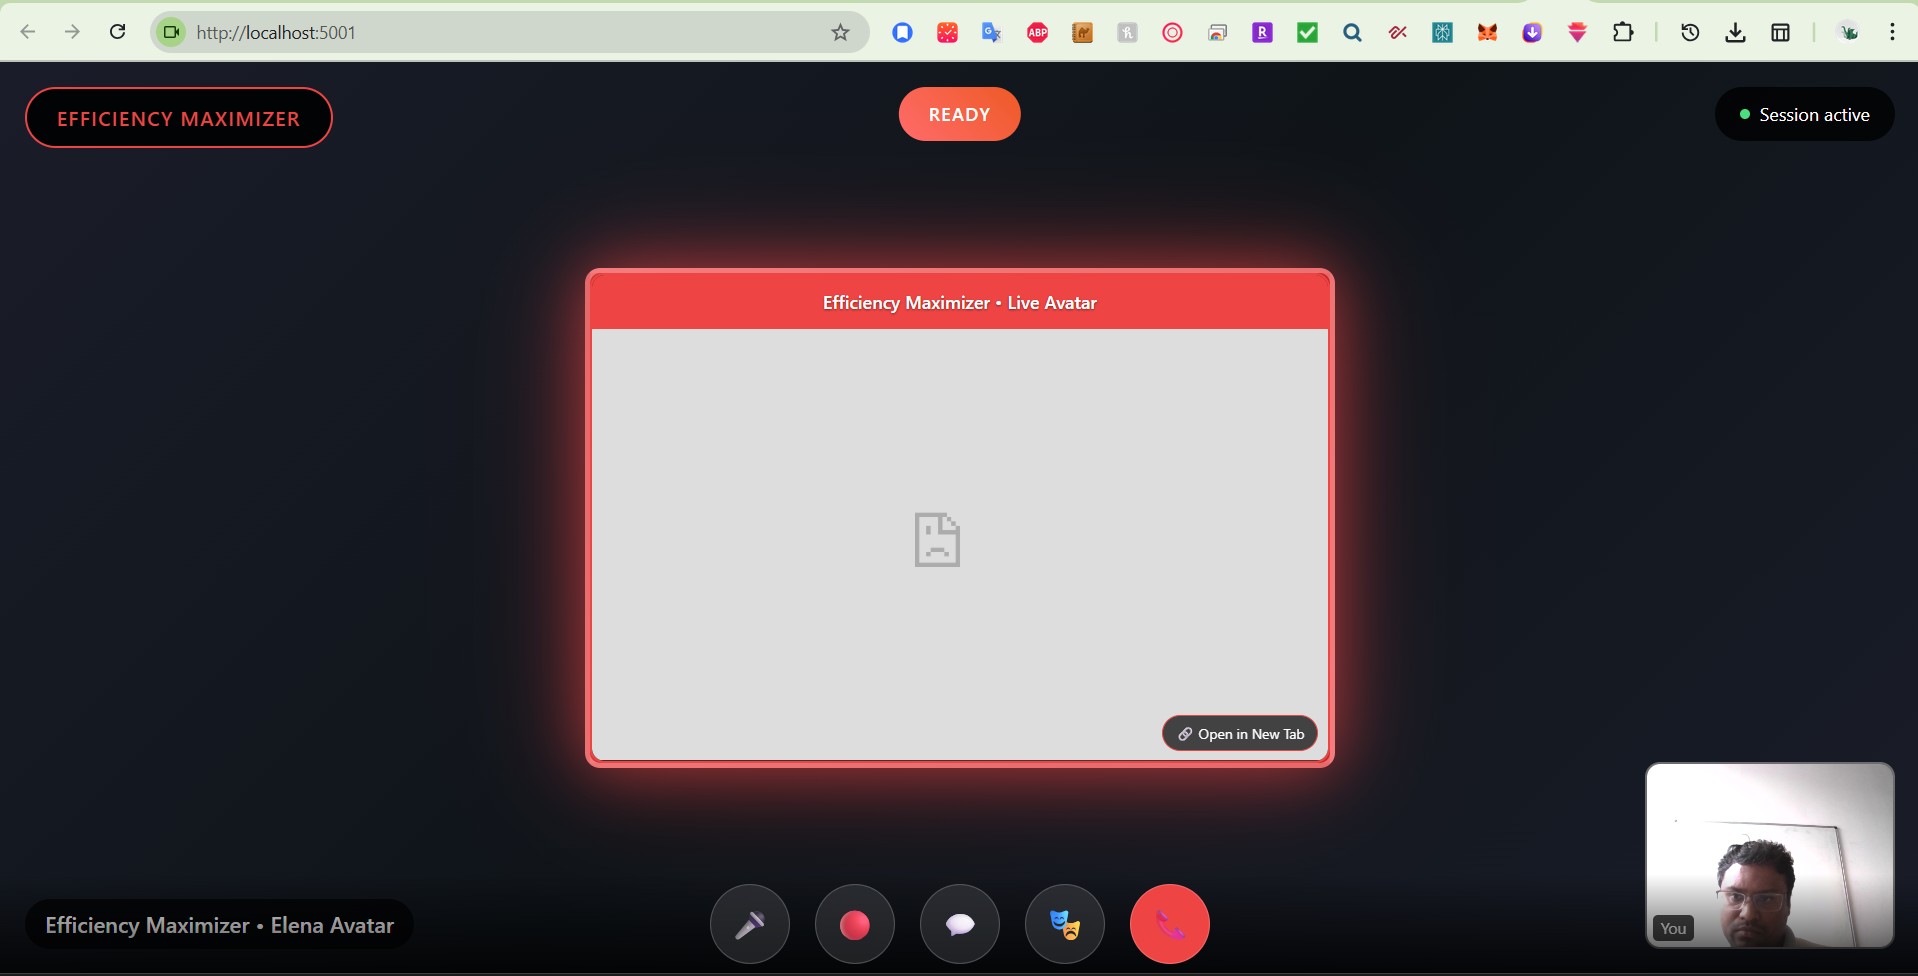 http://localhost:5001
ABP
R
EFFICIENCY MAXIMIZER
READY
Session active
Efficiency Maximizer • Live Avatar
Open in New Tab
Efficiency Maximizer • Elena Avatar
You